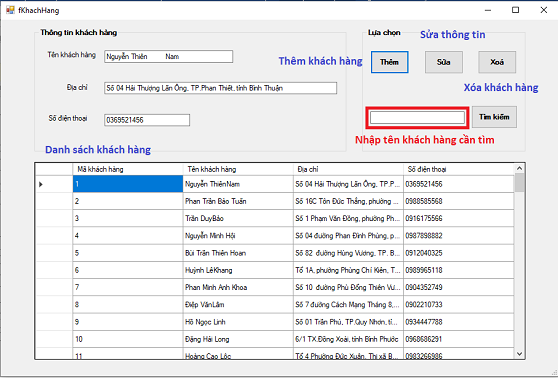 fKhachHang
Thông tin khách hàng
Lựa chọn
Sửa thông tin
Tên khách hàng Nguyễn Thiên Nam
Thêm khách hàng Thêm Sửa Xoá
Địa chỉ Số 04 Hải Thượng Lãn Ông, TP.Phan Thiết, tỉnh Bình Thuận
Xóa khách hàng
Số điện thoại 0369521456
Tìm kiếm
Nhập tên khách hàng cần tìm
Danh sách khách hàng
Mã khách hàng Tên khách hàng Địa chỉ Số điện thoại
1 Nguyễn ThiênNam Số 04 Hải Thượng Lãn Ông, TP.P... 0369521456
2 Phan Trần Bảo Tuấn Số 16C Tôn Đức Thắng, phường ... 0988585568
3 Trần DuyBảo Số 1 Phạm Văn Đồng, phường Ph... 0916175566
4 Nguyễn Minh Hội Số 04 đường Phan Đình Phùng, p... 0987898882
5 Bùi Trần Thiên Hoan Số 82 đường Hùng Vương, TP. B... 0912040325
6 Huỳnh LêKhang Tổ 1A, phường Phùng Chí Kiên, T... 0989965118
7 Phan Minh Anh Khoa Số 10 đường Phù Đổng Thiên Vư... 0904352749
8 Điệp VănLâm Số 7 đường Cách Mạng Tháng 8,... 0902210733
9 Hồ Ngọc Linh Số 01 Trần Phú, TP.Quy Nhơn, tỉ... 0934447788
10 Đặng Hải Long 6/1 TX.Đồng Xoài, tỉnh Bình Phước 0968686291
11 Hoàng Cao Lộc Tổ 4 Phường Đức Xuân, Thị xã B... 0983266986